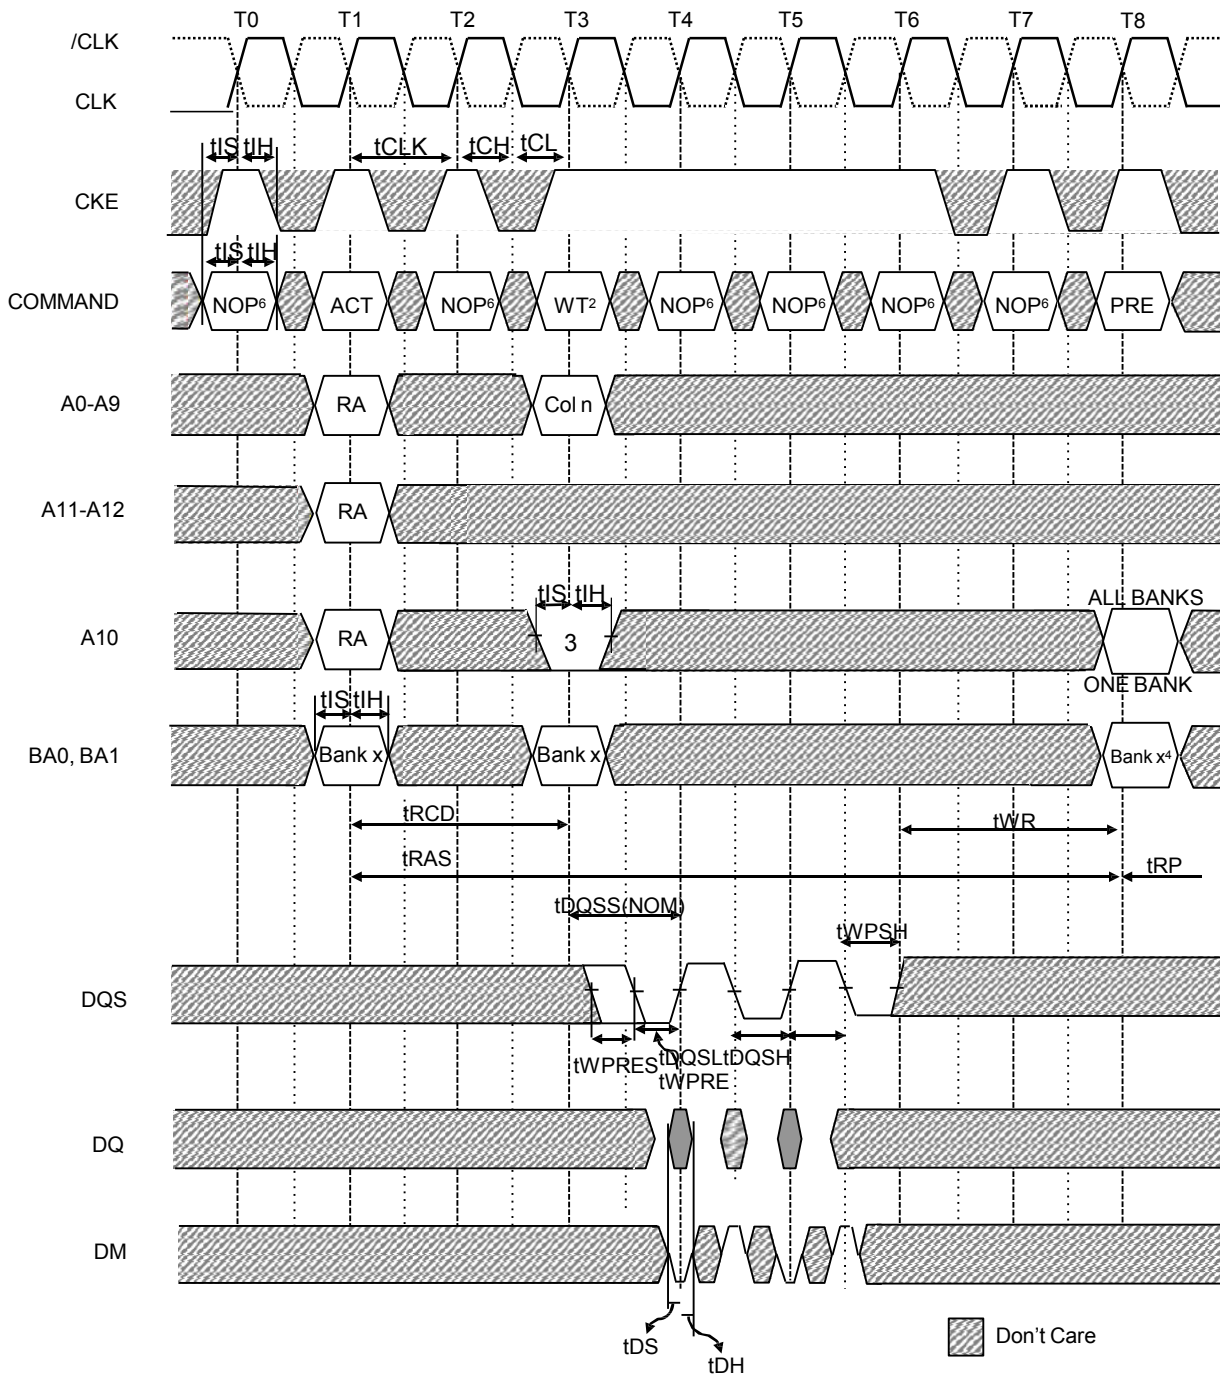 T0 T1 T2 T3 T4 T5 T6 T7 T8
/CLK
CLK
tIS tIH tCLK tCH tCL
CKE
tIS tIH
COMMAND NOP6 ACT NOP6 WT2 NOP6 NOP6 NOP6 NOP6 PRE
A0-A9 RA Col n
A11-A12 RA
tIS tIH ALL BANKS
A10 RA 3
ONE BANK
tIS tIH
BA0, BA1 Bank x Bank x Bank x4
tRCD tWR
tRAS tRP
tDQSS(NOM)
tWPSH
DQS
tWPRES tDQSL tDQSH
tWPRE
DQ
DM
tDS
tDH
Don't Care